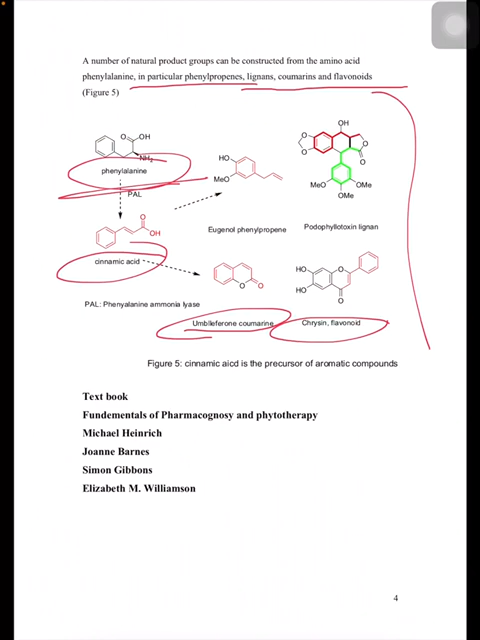 A number of natural product groups can be constructed from the amino acid
phenylalanine, in particular phenylpropenes, lignans, coumarins and flavonoids
(Figure 5)
O OH
NH2
phenylalanine
PAL
O
OH
cinnamic acid
HO
MeO
Eugenol phenylpropene
OH
O
O
O
O
MeO OMe
OMe
Podophyllotoxin lignan
O O
Umbileferone coumarine
HO
HO
O
O
Chrysin, flavonoid
PAL: Phenyalanine ammonia lyase
Figure 5: cinnamic aicd is the precursor of aromatic compounds
Text book
Fundementals of Pharmacognosy and phytotherapy
Michael Heinrich
Joanne Barnes
Simon Gibbons
Elizabeth M. Williamson
4